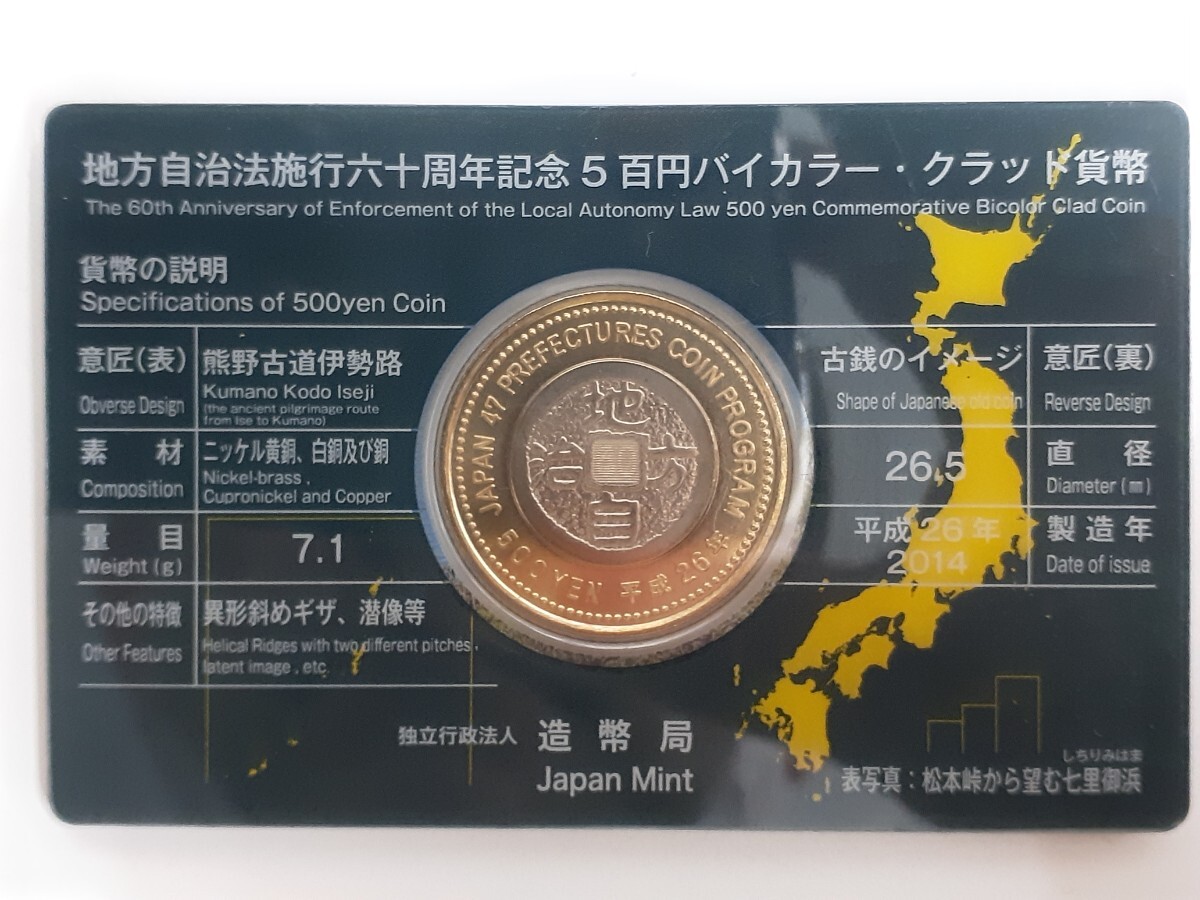 地方自治法施行六十周年記念5百円バイカラー・クラッド貨幣
The 60th Anniversary of Enforcement of the Local Autonomy Law 500 yen Commemorative Bicolor Clad Coin
貨幣の説明
Specifications of 500yen Coin
意匠(表) 熊野古道伊勢路
Obverse Design Kumano Kodo Iseji
(the ancient pilgrimage route
from Ise to Kumano)
素材 ニッケル黄銅、白銅及び銅
Composition Nickel-brass,
Cupronickel and Copper
量目 7.1
Weight (g)
その他の特徴 異形斜めギザ、潜像等
Other Features Helical Ridges with two different pitches,
latent image, etc.
JAPAN 47 PREFECTURES COIN PROGRAM
地方自治
500 YEN 平成26年
古銭のイメージ 意匠(裏)
Shape of Japanese old coin Reverse Design
26.5 直径
Diameter (㎜)
平成26年 製造年
2014 Date of issue
独立行政法人 造幣局
Japan Mint
しちりみはま
表写真：松本峠から望む七里御浜